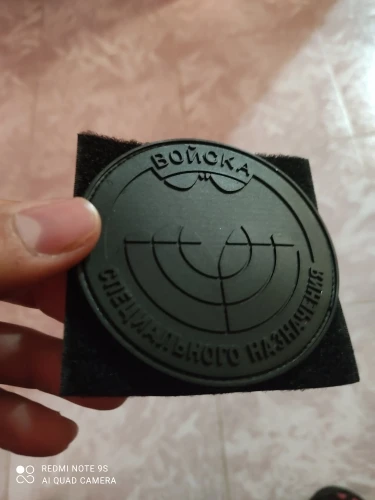 ВОЙСКА
СПЕЦИАЛЬНОГО НАЗНАЧЕНИЯ
REDMI NOTE 9S
AI QUAD CAMERA